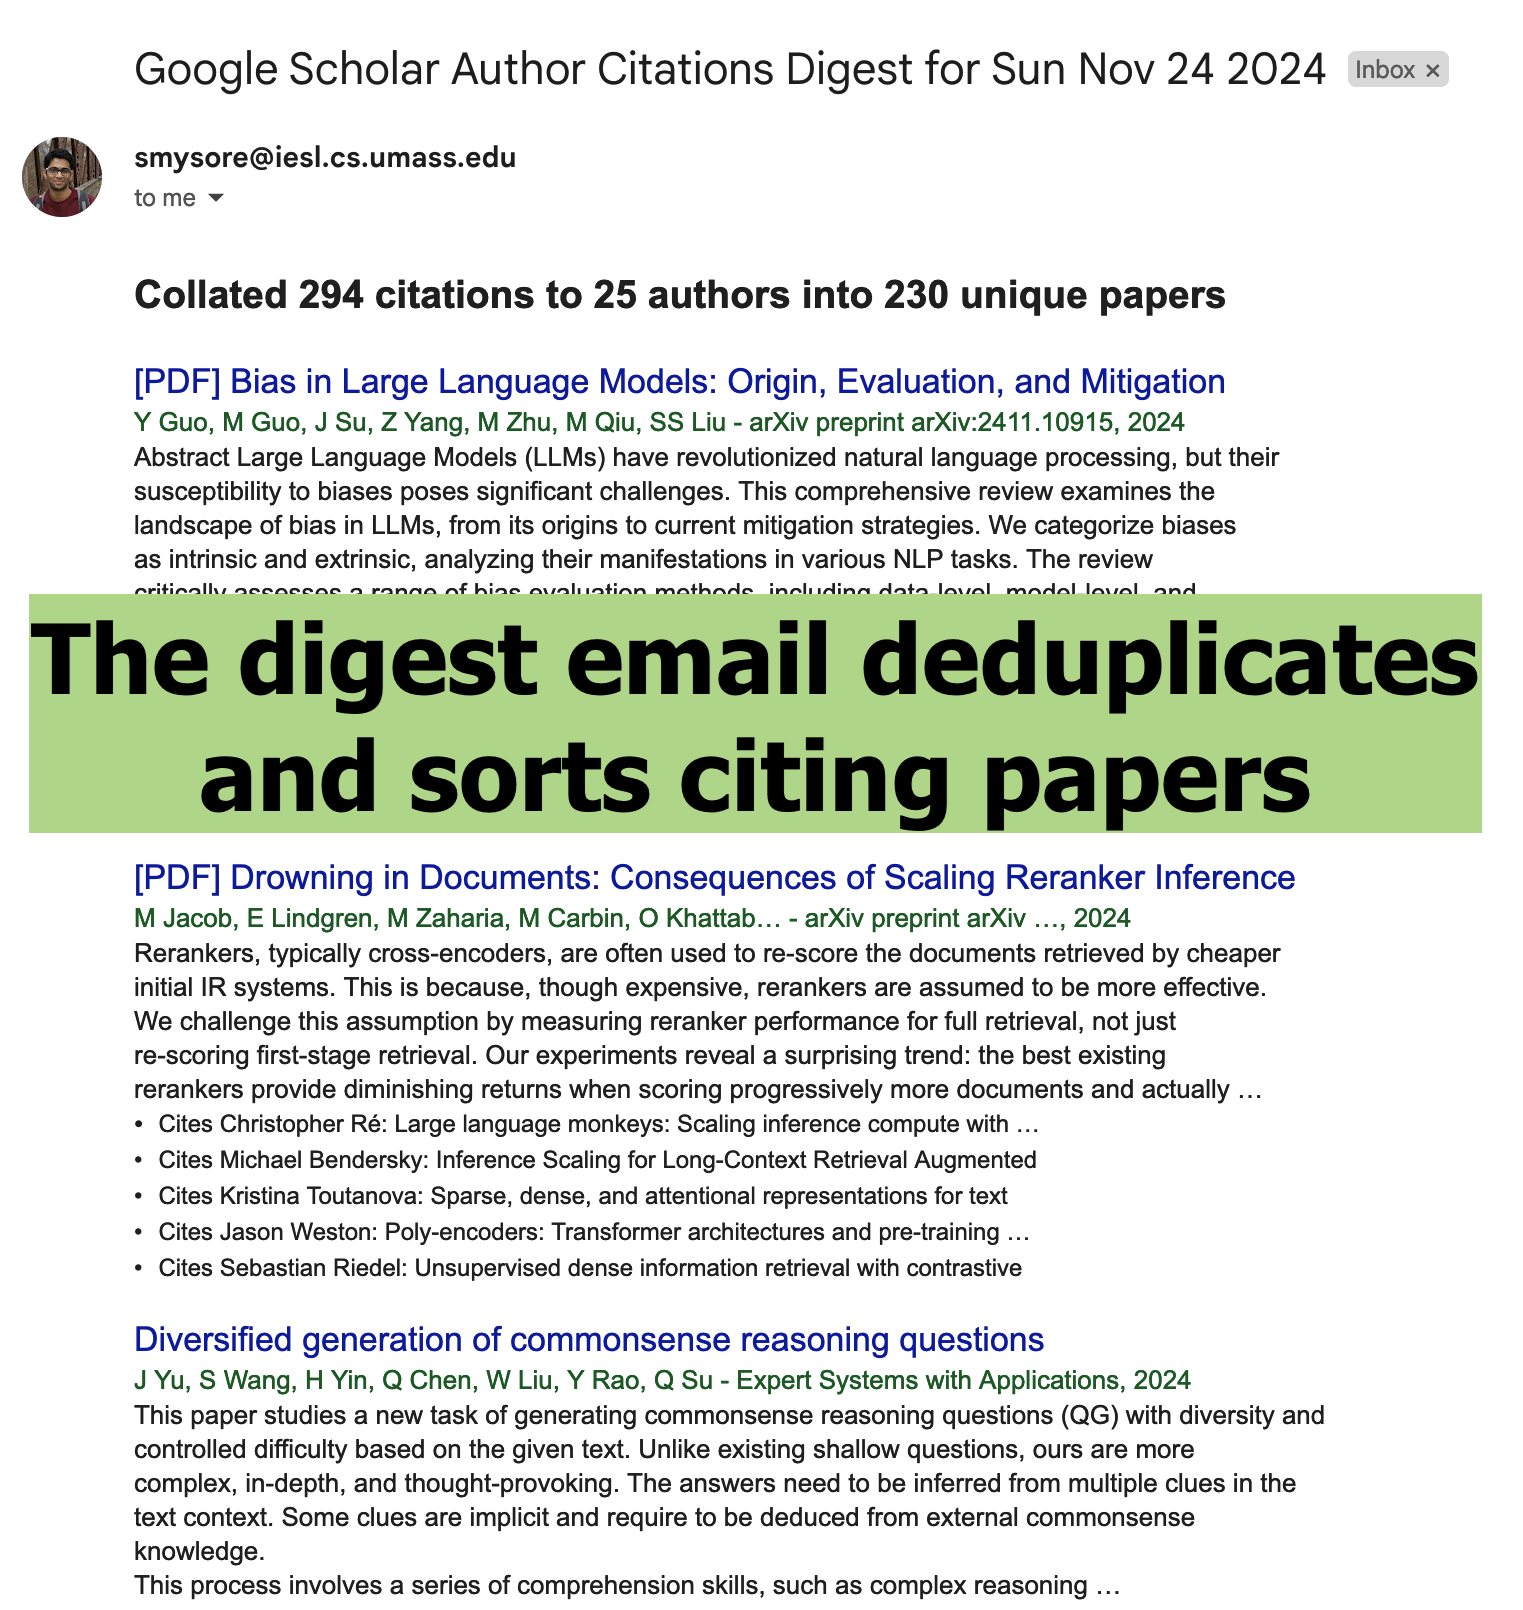 Google Scholar Author Citations Digest for Sun Nov 24 2024 Inbox ×
smysore@iesl.cs.umass.edu
to me
Collated 294 citations to 25 authors into 230 unique papers
[PDF] Bias in Large Language Models: Origin, Evaluation, and Mitigation
Y Guo, M Guo, J Su, Z Yang, M Zhu, M Qiu, SS Liu - arXiv preprint arXiv:2411.10915, 2024
Abstract Large Language Models (LLMs) have revolutionized natural language processing, but their
susceptibility to biases poses significant challenges. This comprehensive review examines the
landscape of bias in LLMs, from its origins to current mitigation strategies. We categorize biases
as intrinsic and extrinsic, analyzing their manifestations in various NLP tasks. The review
critically assesses a range of bias evaluation methods, including data-level, model-level, and
The digest email deduplicates
and sorts citing papers
[PDF] Drowning in Documents: Consequences of Scaling Reranker Inference
M Jacob, E Lindgren, M Zaharia, M Carbin, O Khattab… - arXiv preprint arXiv …, 2024
Rerankers, typically cross-encoders, are often used to re-score the documents retrieved by cheaper
initial IR systems. This is because, though expensive, rerankers are assumed to be more effective.
We challenge this assumption by measuring reranker performance for full retrieval, not just
re-scoring first-stage retrieval. Our experiments reveal a surprising trend: the best existing
rerankers provide diminishing returns when scoring progressively more documents and actually …
• Cites Christopher Ré: Large language monkeys: Scaling inference compute with …
• Cites Michael Bendersky: Inference Scaling for Long-Context Retrieval Augmented
• Cites Kristina Toutanova: Sparse, dense, and attentional representations for text
• Cites Jason Weston: Poly-encoders: Transformer architectures and pre-training …
• Cites Sebastian Riedel: Unsupervised dense information retrieval with contrastive
Diversified generation of commonsense reasoning questions
J Yu, S Wang, H Yin, Q Chen, W Liu, Y Rao, Q Su - Expert Systems with Applications, 2024
This paper studies a new task of generating commonsense reasoning questions (QG) with diversity and
controlled difficulty based on the given text. Unlike existing shallow questions, ours are more
complex, in-depth, and thought-provoking. The answers need to be inferred from multiple clues in the
text context. Some clues are implicit and require to be deduced from external commonsense
knowledge.
This process involves a series of comprehension skills, such as complex reasoning …